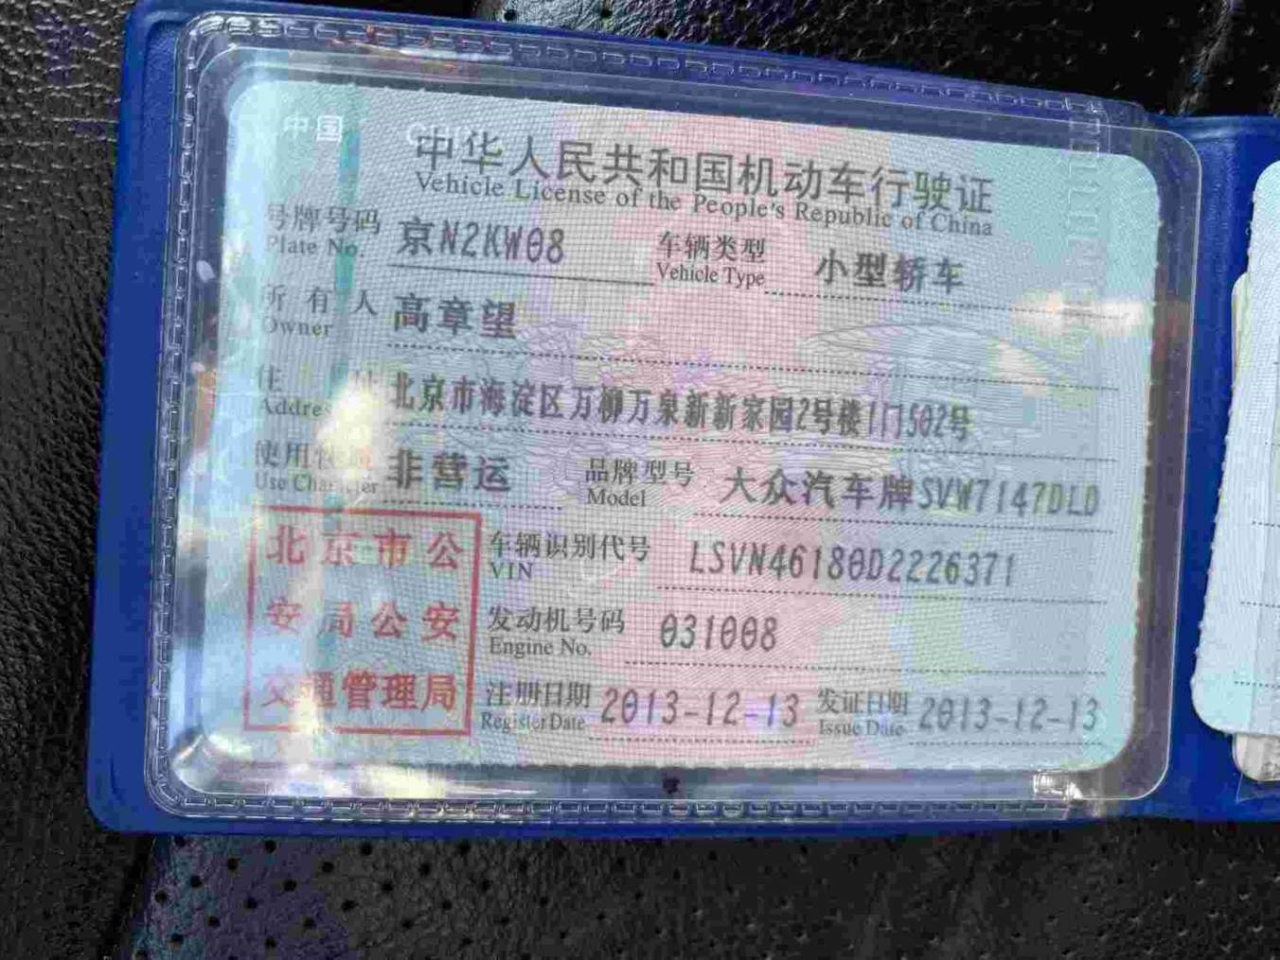 中国
中华人民共和国机动车行驶证
Vehicle License of the People's Republic of China
号牌号码 京N2KW08 车辆类型 小型轿车
Plate No. Vehicle Type
所有人 高章望
Owner
住址 北京市海淀区万柳万泉新新家园2号楼1门502号
Address
使用性质 非营运 品牌型号 大众汽车牌SVW7147DLD
Use Character Model
北京市公
安局公安
交通管理局
车辆识别代号 LSVN46180D2226371
VIN
发动机号码 031008
Engine No.
注册日期 2013-12-13 发证日期 2013-12-13
Register Date Issue Date